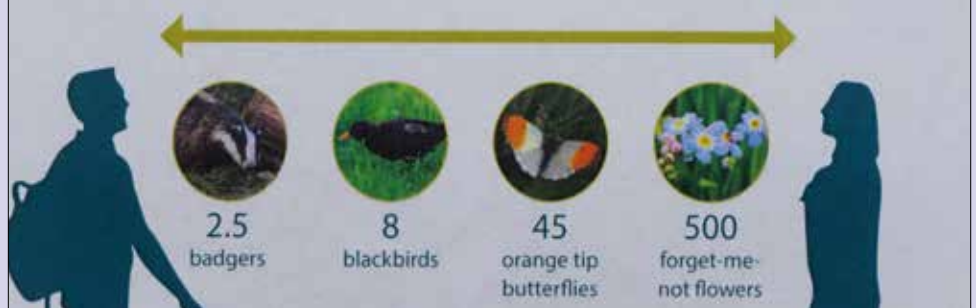 2.5
badgers
8
blackbirds
45
orange tip
butterflies
500
forget-me-
not flowers